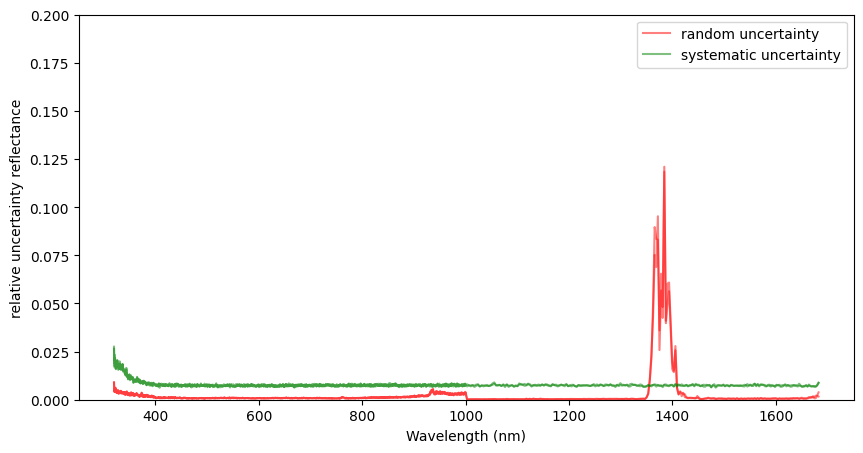 0.200
0.175
0.150
0.125
0.100
0.075
0.050
0.025
0.000
relative uncertainty reflectance
random uncertainty
systematic uncertainty
400 600 800 1000 1200 1400 1600
Wavelength (nm)